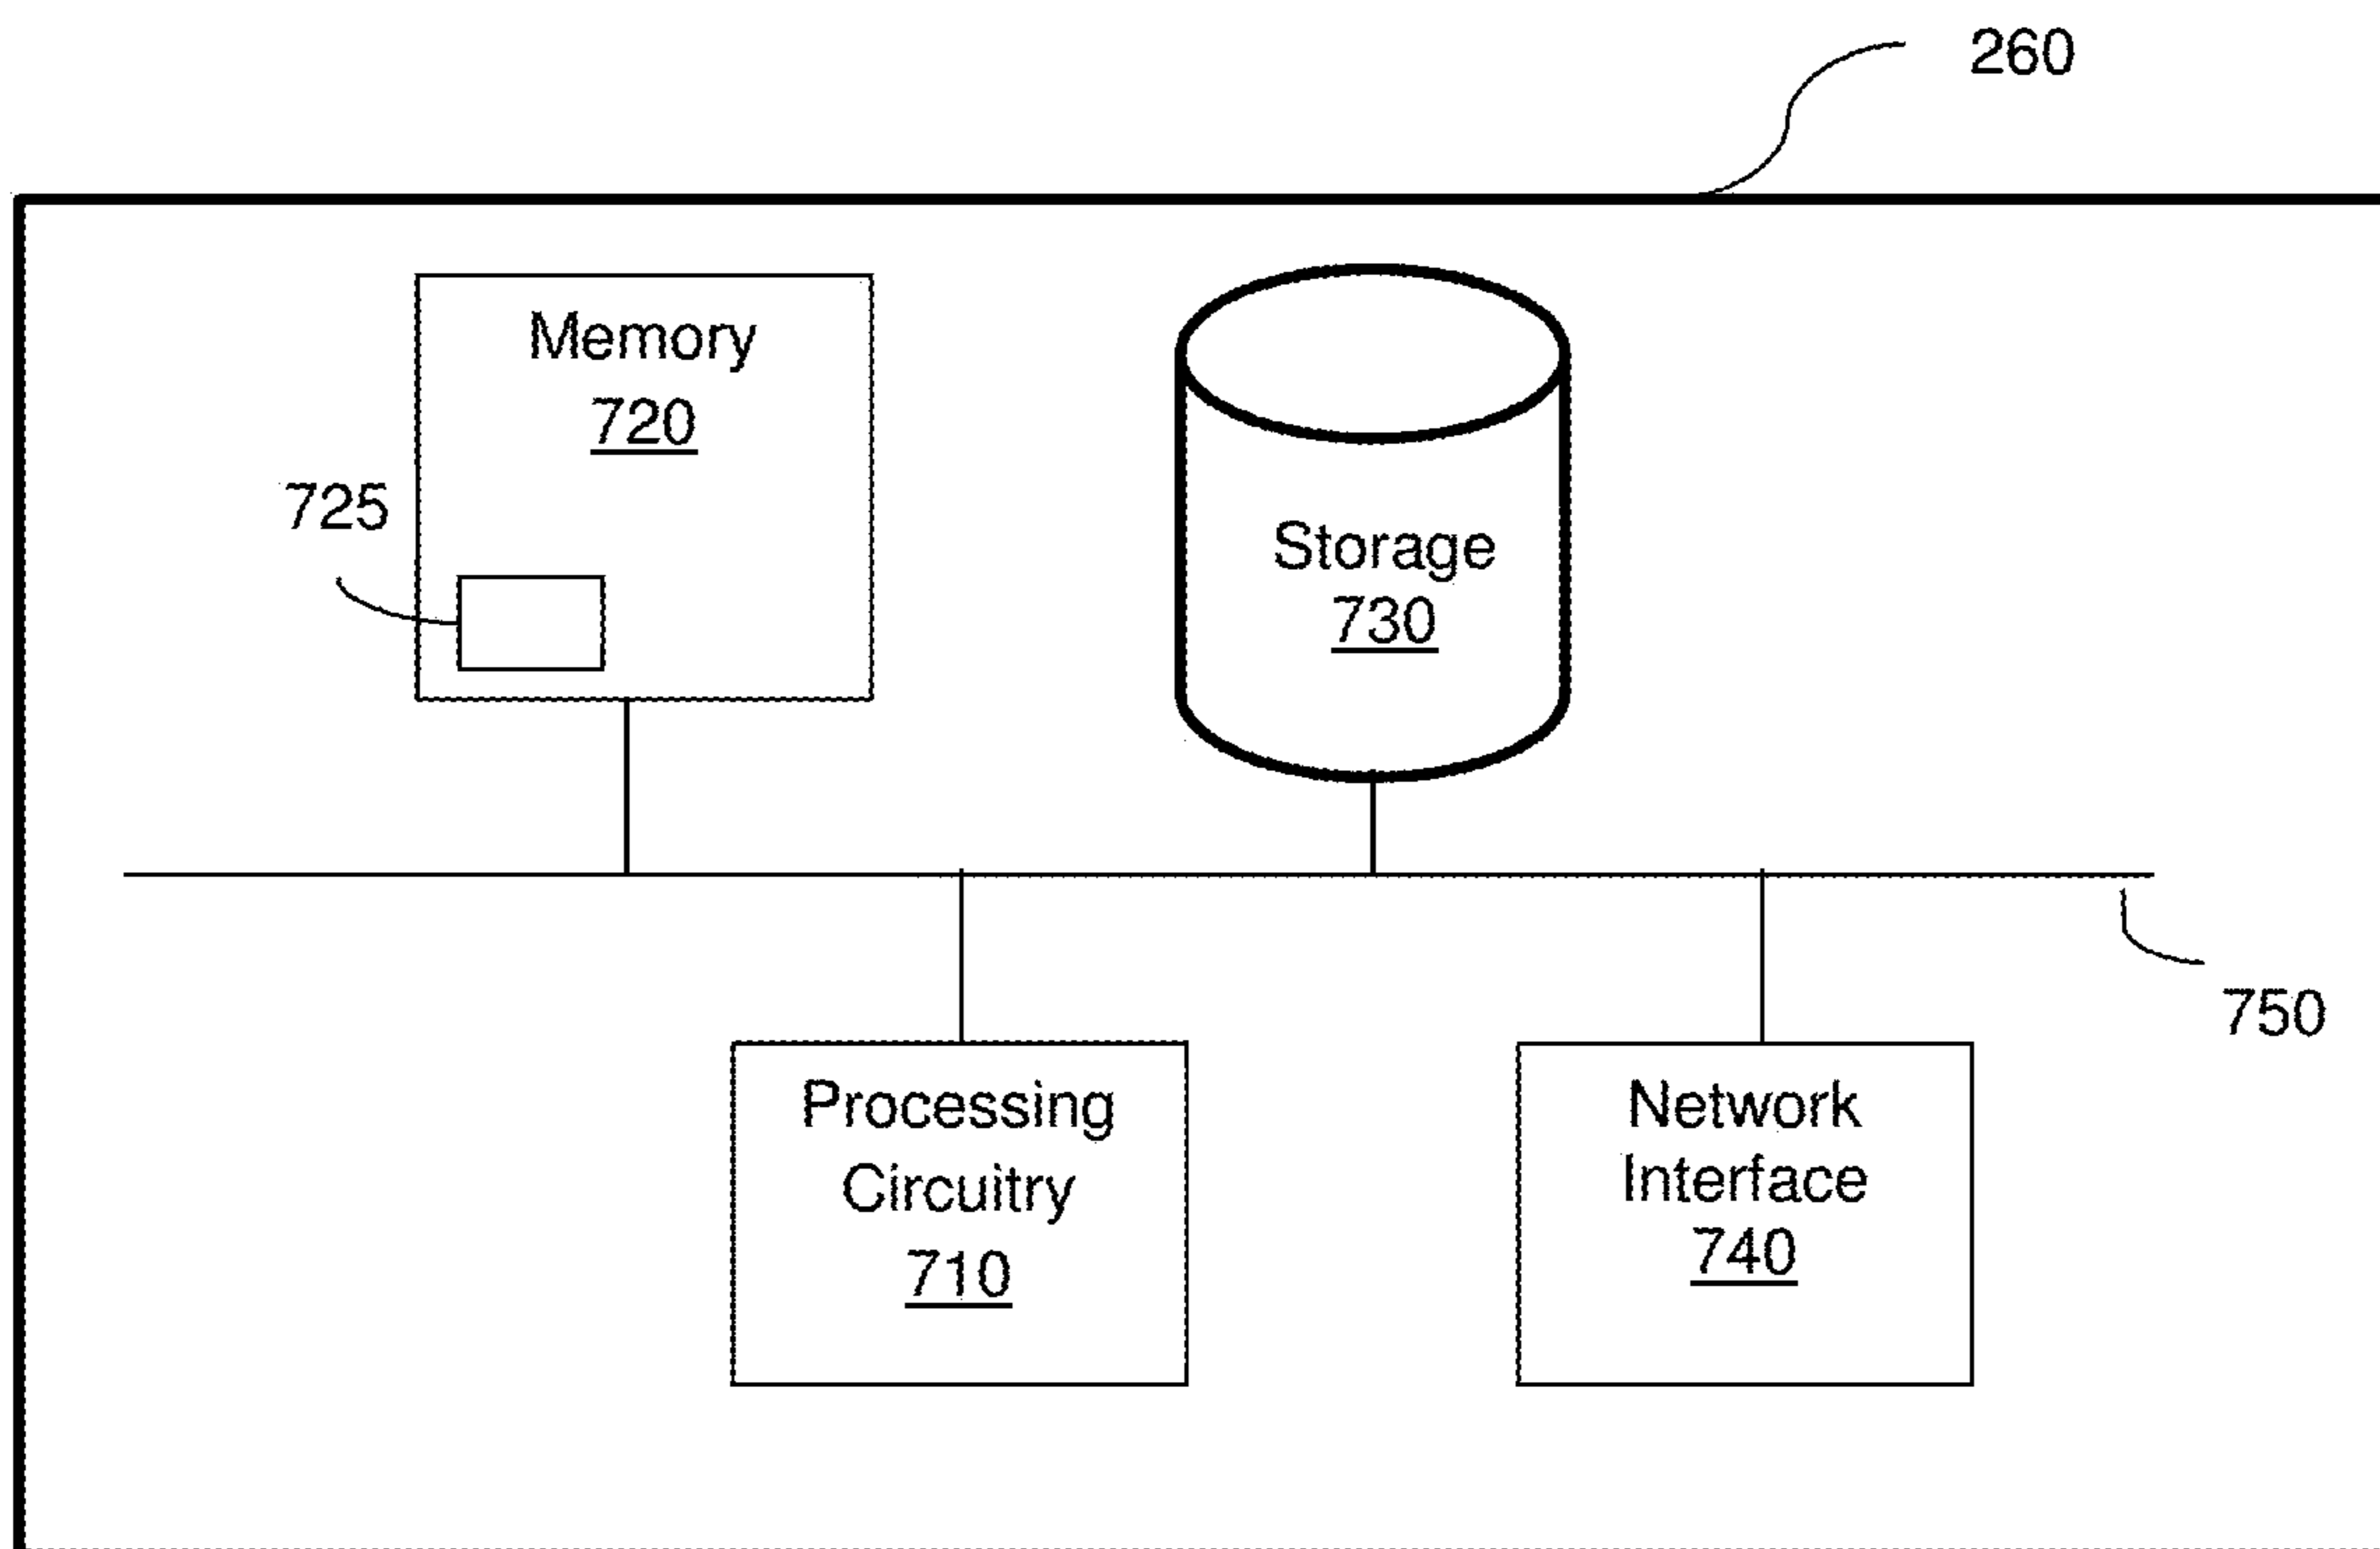 260
Memory
720
725
Storage
730
750
Processing
Circuitry
710
Network
Interface
740